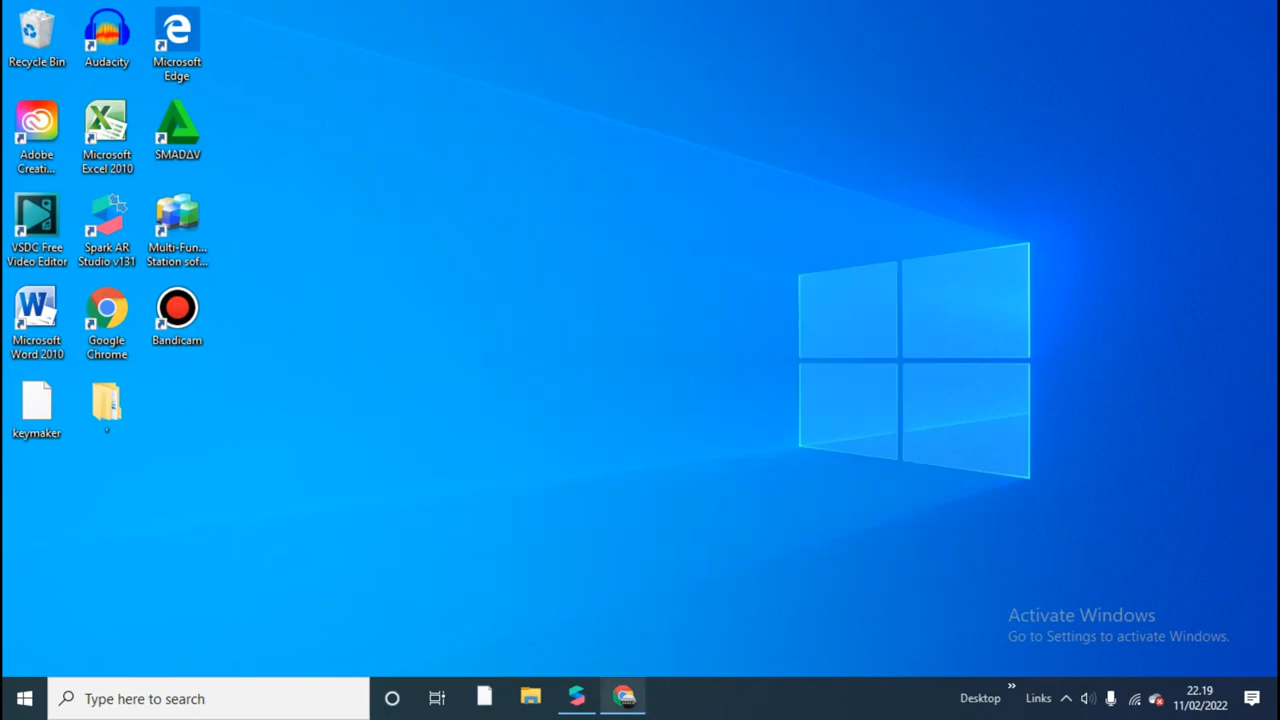 Recycle Bin
Audacity
Microsoft
Edge
Adobe
Creati...
Microsoft
Excel 2010
SMADΔV
VSDC Free
Video Editor
Spark AR
Studio v131
Multi-Fun...
Station sof...
Microsoft
Word 2010
Google
Chrome
Bandicam
keymaker
Activate Windows
Go to Settings to activate Windows.
Type here to search
Desktop
Links
22.19
11/02/2022